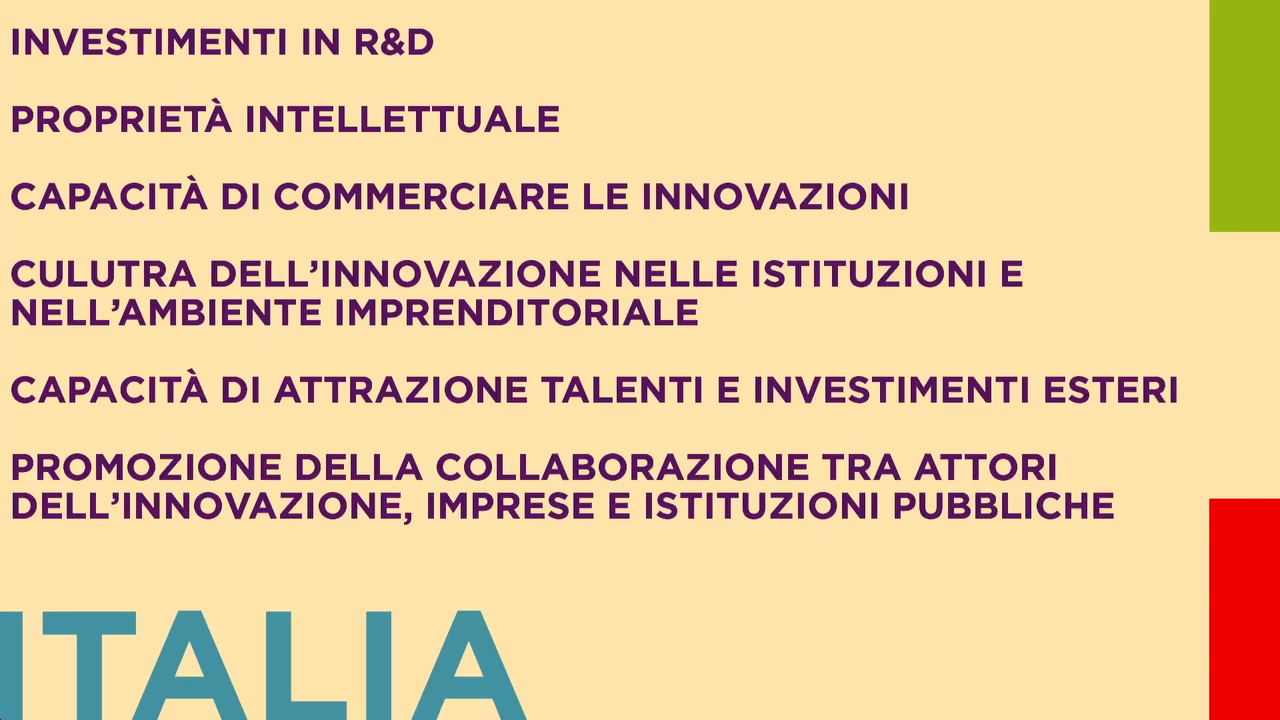 INVESTIMENTI IN R&D
PROPRIETÀ INTELLETTUALE
CAPACITÀ DI COMMERCIARE LE INNOVAZIONI
CULUTRA DELL’INNOVAZIONE NELLE ISTITUZIONI E
NELL’AMBIENTE IMPRENDITORIALE
CAPACITÀ DI ATTRAZIONE TALENTI E INVESTIMENTI ESTERI
PROMOZIONE DELLA COLLABORAZIONE TRA ATTORI
DELL’INNOVAZIONE, IMPRESE E ISTITUZIONI PUBBLICHE
ITALIA